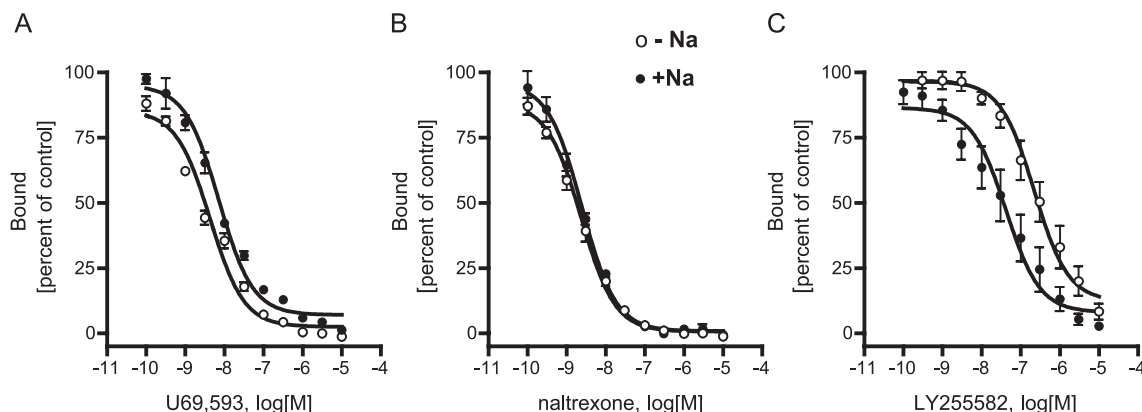 A
B
C
- Na
+Na
100
75
50
25
0
Bound
[percent of control]
-11 -10 -9 -8 -7 -6 -5 -4
U69,593, log[M]
100
75
50
25
0
Bound
[percent of control]
-11 -10 -9 -8 -7 -6 -5 -4
naltrexone, log[M]
100
75
50
25
0
Bound
[percent of control]
-11 -10 -9 -8 -7 -6 -5 -4
LY255582, log[M]